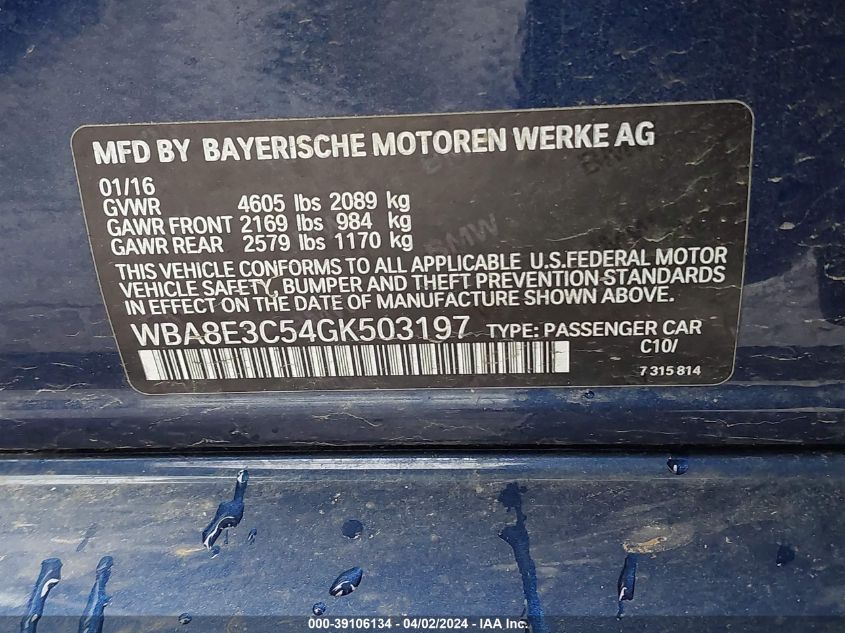 MFD BY BAYERISCHE MOTOREN WERKE AG
01/16
GVWR 4605 lbs 2089 kg
GAWR FRONT 2169 lbs 984 kg
GAWR REAR 2579 lbs 1170 kg
THIS VEHICLE CONFORMS TO ALL APPLICABLE U.S.FEDERAL MOTOR
VEHICLE SAFETY, BUMPER AND THEFT PREVENTION STANDARDS
IN EFFECT ON THE DATE OF MANUFACTURE SHOWN ABOVE.
WBA8E3C54GK503197 TYPE: PASSENGER CAR
C10/
7 315 814
BMW
000-39106134 - 04/02/2024 - IAA Inc.